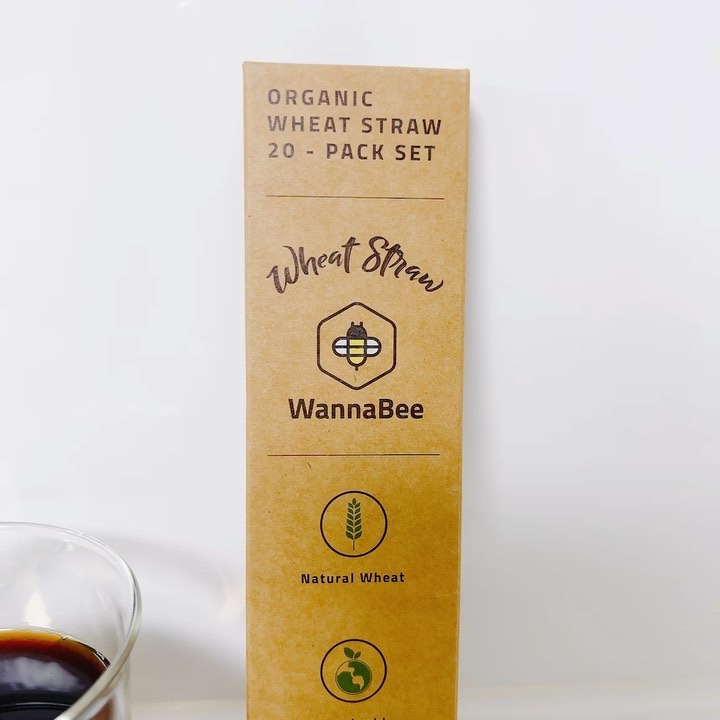 ORGANIC
WHEAT STRAW
20 - PACK SET
Wheat Straw
WannaBee
Natural Wheat